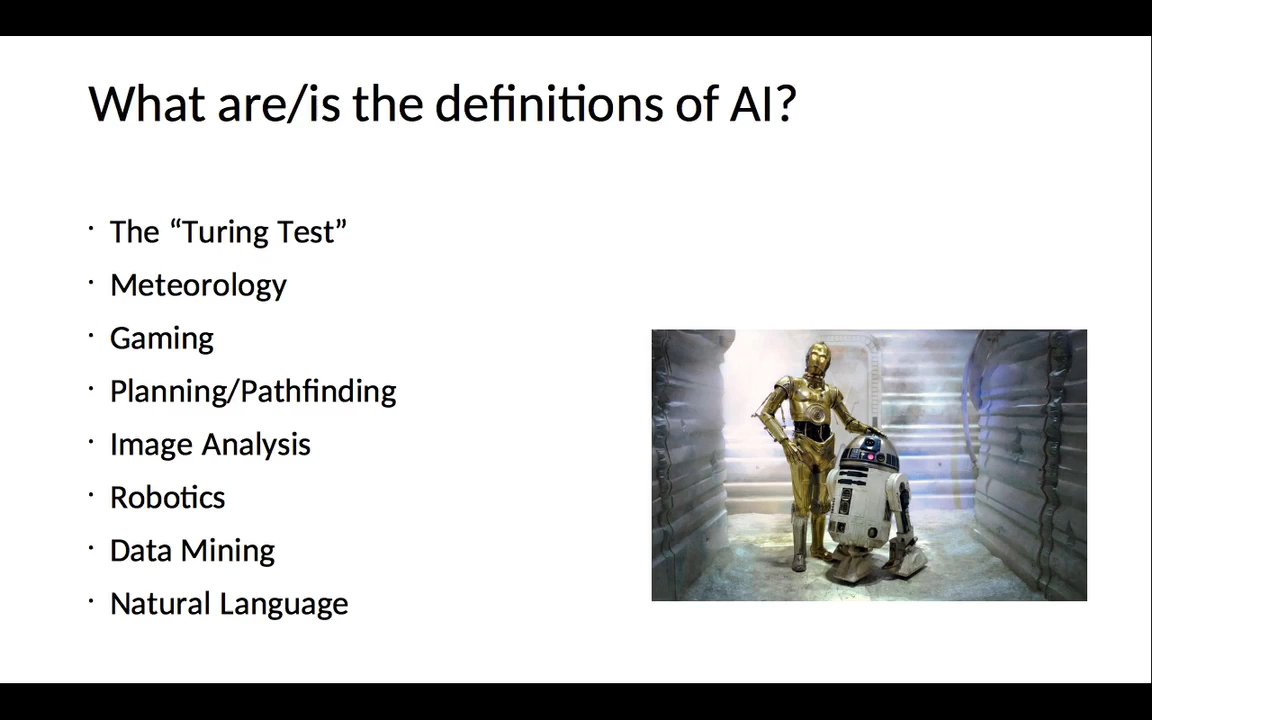 What are/is the definitions of AI?
· The “Turing Test”
· Meteorology
· Gaming
· Planning/Pathfinding
· Image Analysis
· Robotics
· Data Mining
· Natural Language